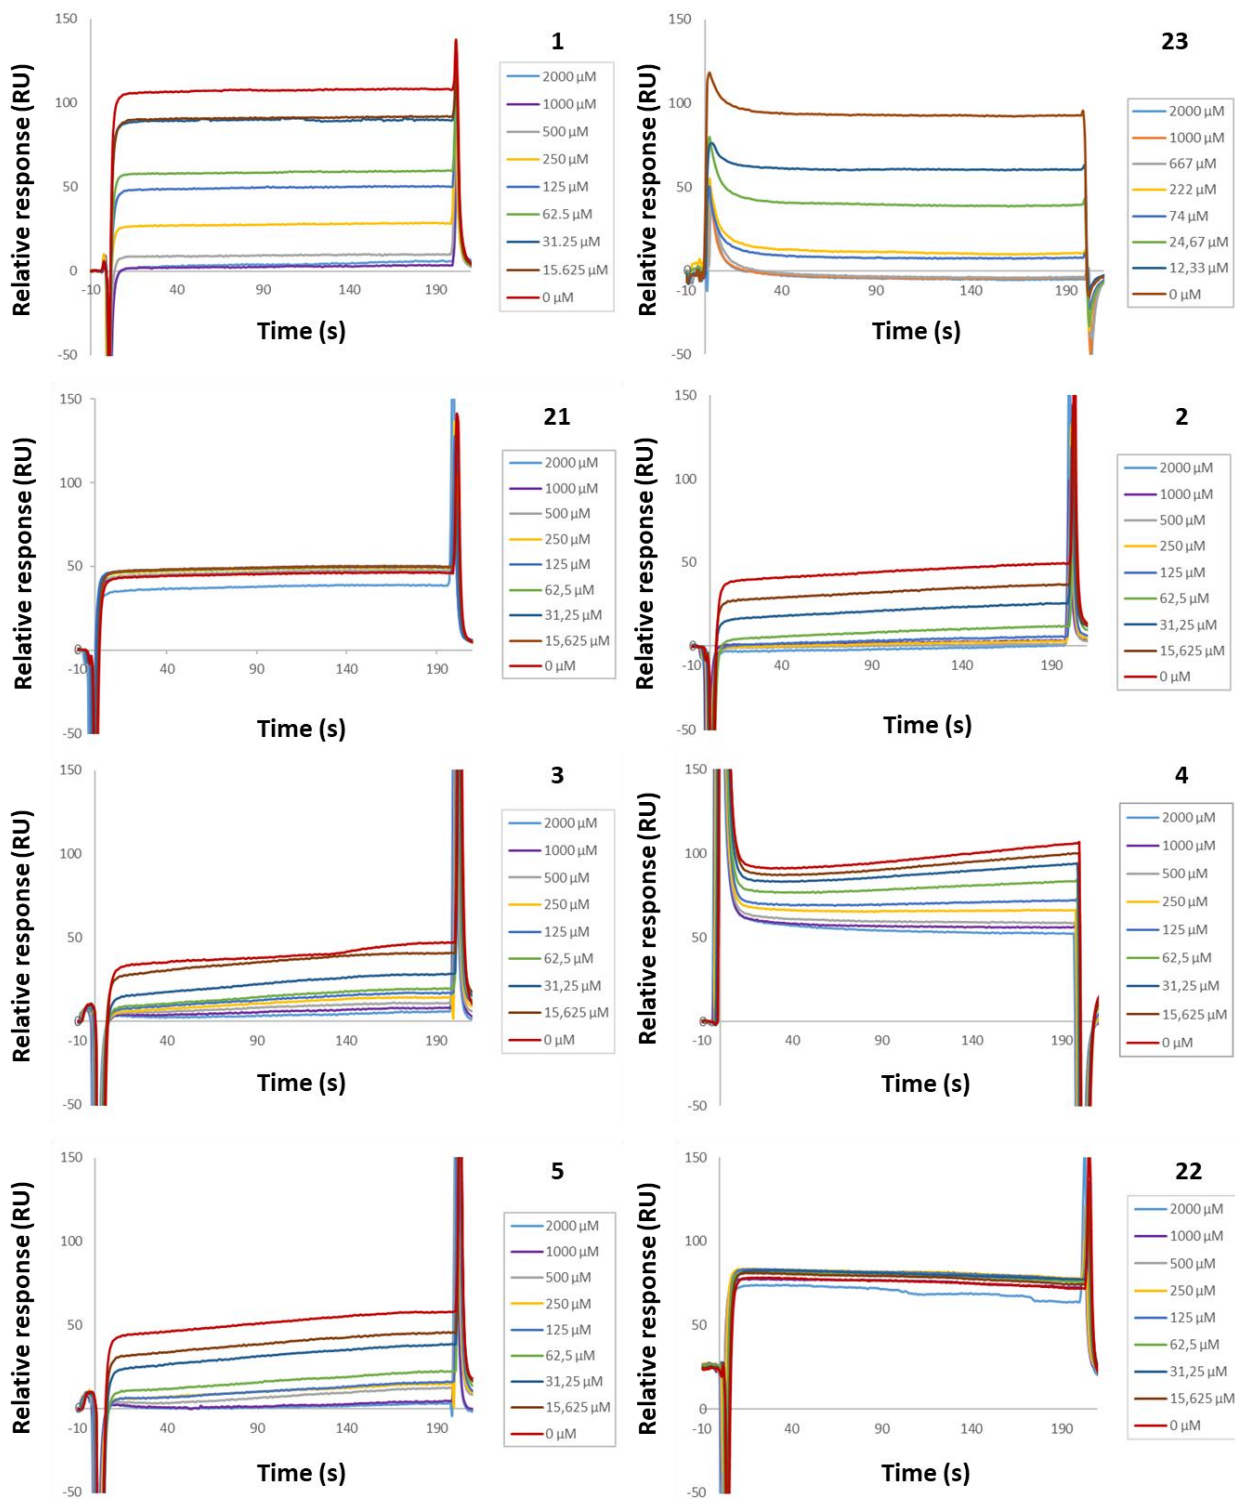 1
150
100
50
0
-50
-10 40 90 140 190
Relative response (RU)
Time (s)
2000 µM
1000 µM
500 µM
250 µM
125 µM
62.5 µM
31.25 µM
15,625 µM
0 µM
23
150
100
50
0
-50
-10 40 90 140 190
Relative response (RU)
Time (s)
2000 µM
1000 µM
667 µM
222 µM
74 µM
24,67 µM
12,33 µM
0 µM
21
150
100
50
0
-50
-10 40 90 140 190
Relative response (RU)
Time (s)
2000 µM
1000 µM
500 µM
250 µM
125 µM
62,5 µM
31,25 µM
15,625 µM
0 µM
2
150
100
50
0
-50
-10 40 90 140 190
Relative response (RU)
Time (s)
2000 µM
1000 µM
500 µM
250 µM
125 µM
62,5 µM
31,25 µM
15,625 µM
0 µM
3
150
100
50
0
-50
-10 40 90 140 190
Relative response (RU)
Time (s)
2000 µM
1000 µM
500 µM
250 µM
125 µM
62,5 µM
31,25 µM
15,625 µM
0 µM
4
150
100
50
0
-50
-10 40 90 140 190
Relative response (RU)
Time (s)
2000 µM
1000 µM
500 µM
250 µM
125 µM
62,5 µM
31,25 µM
15,625 µM
0 µM
5
150
100
50
0
-50
-10 40 90 140 190
Relative response (RU)
Time (s)
2000 µM
1000 µM
500 µM
250 µM
125 µM
62,5 µM
31,25 µM
15,625 µM
0 µM
22
150
100
50
0
-50
-10 40 90 140 190
Relative response (RU)
Time (s)
2000 µM
1000 µM
500 µM
250 µM
125 µM
62,5 µM
31,25 µM
15,625 µM
0 µM